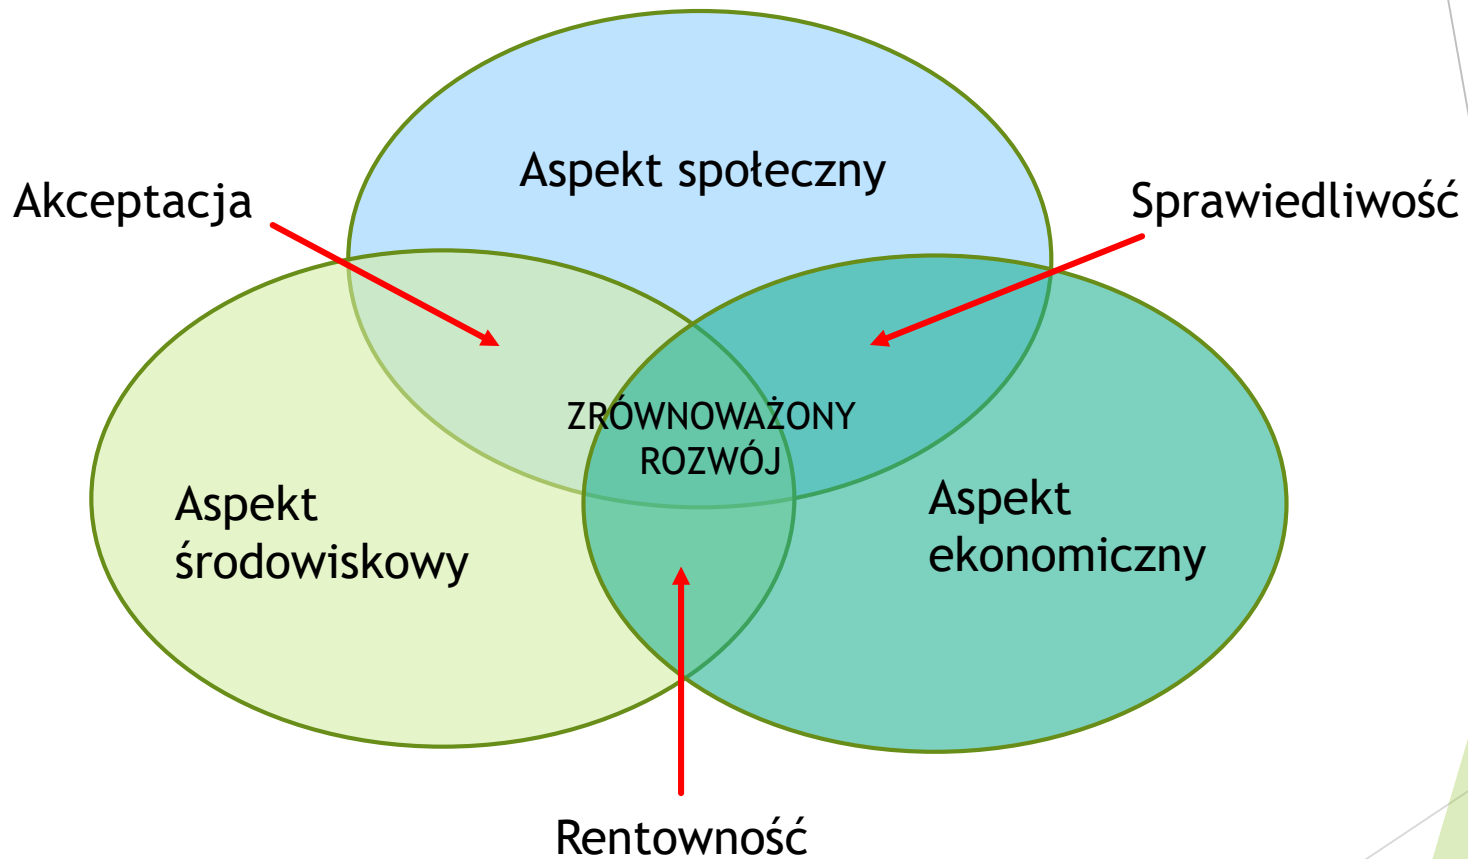 Aspekt społeczny
Akceptacja
Sprawiedliwość
ZRÓWNOWAŻONY
ROZWÓJ
Aspekt
środowiskowy
Aspekt
ekonomiczny
Rentowność